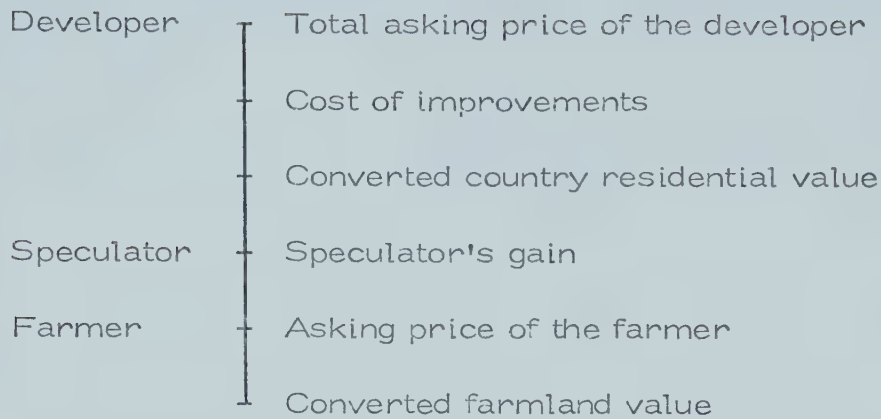 Developer Total asking price of the developer
Cost of improvements
Converted country residential value
Speculator Speculator's gain
Farmer Asking price of the farmer
Converted farmland value